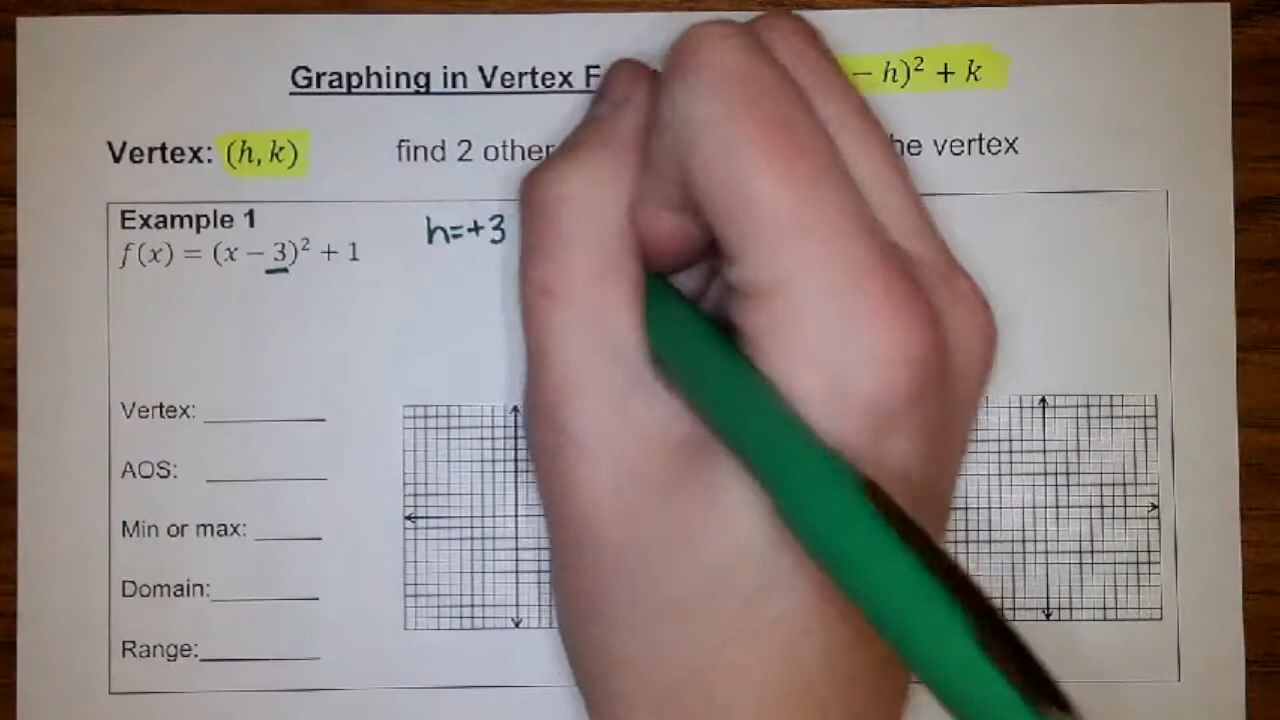 Graphing in Vertex − h)² + k
Vertex: (h, k) find 2 other vertex
Example 1
h=+3
f(x) = (x − 3)² + 1
Vertex:
AOS:
Min or max:
Domain:
Range: